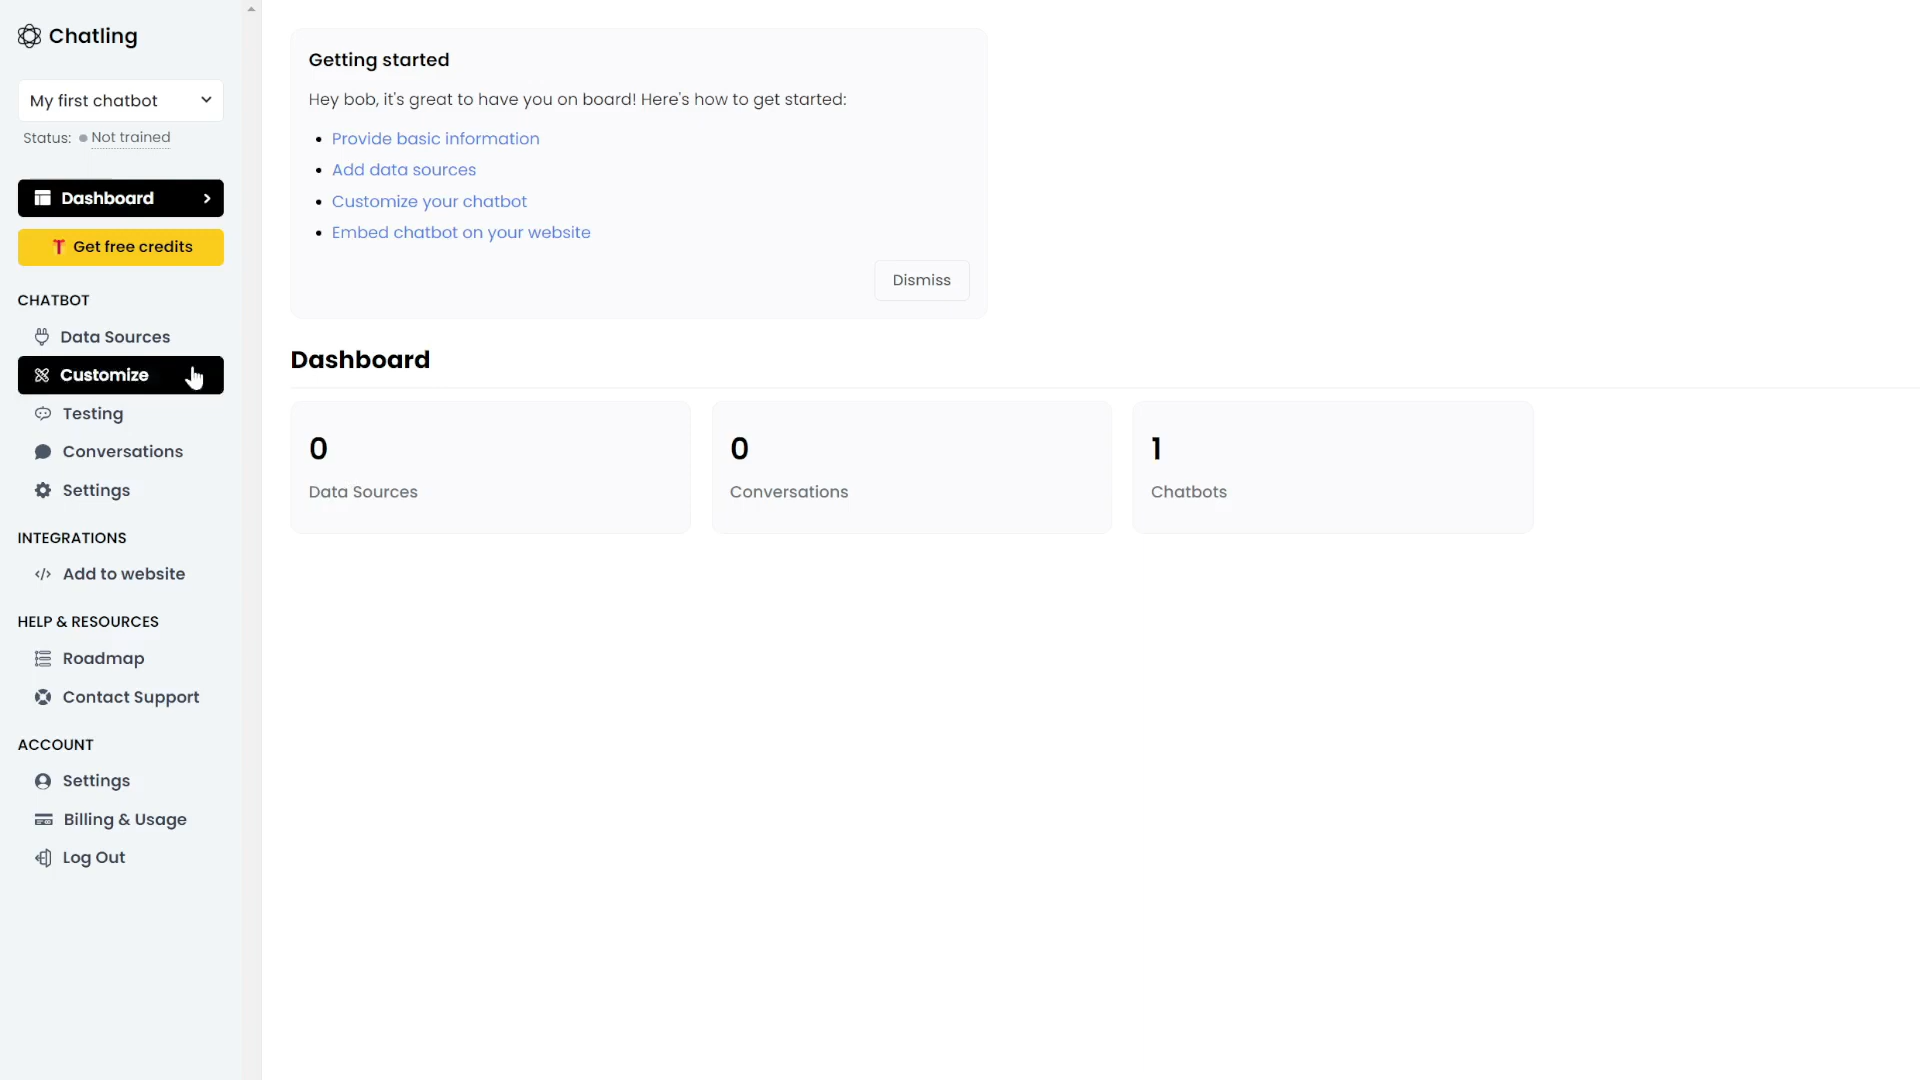 Chatling
My first chatbot
Status: Not trained
Dashboard
Get free credits
CHATBOT
Data Sources
Customize
Testing
Conversations
Settings
INTEGRATIONS
Add to website
HELP & RESOURCES
Roadmap
Contact Support
ACCOUNT
Settings
Billing & Usage
Log Out
Getting started
Hey bob, it's great to have you on board! Here's how to get started:
Provide basic information
Add data sources
Customize your chatbot
Embed chatbot on your website
Dismiss
Dashboard
0
Data Sources
0
Conversations
1
Chatbots